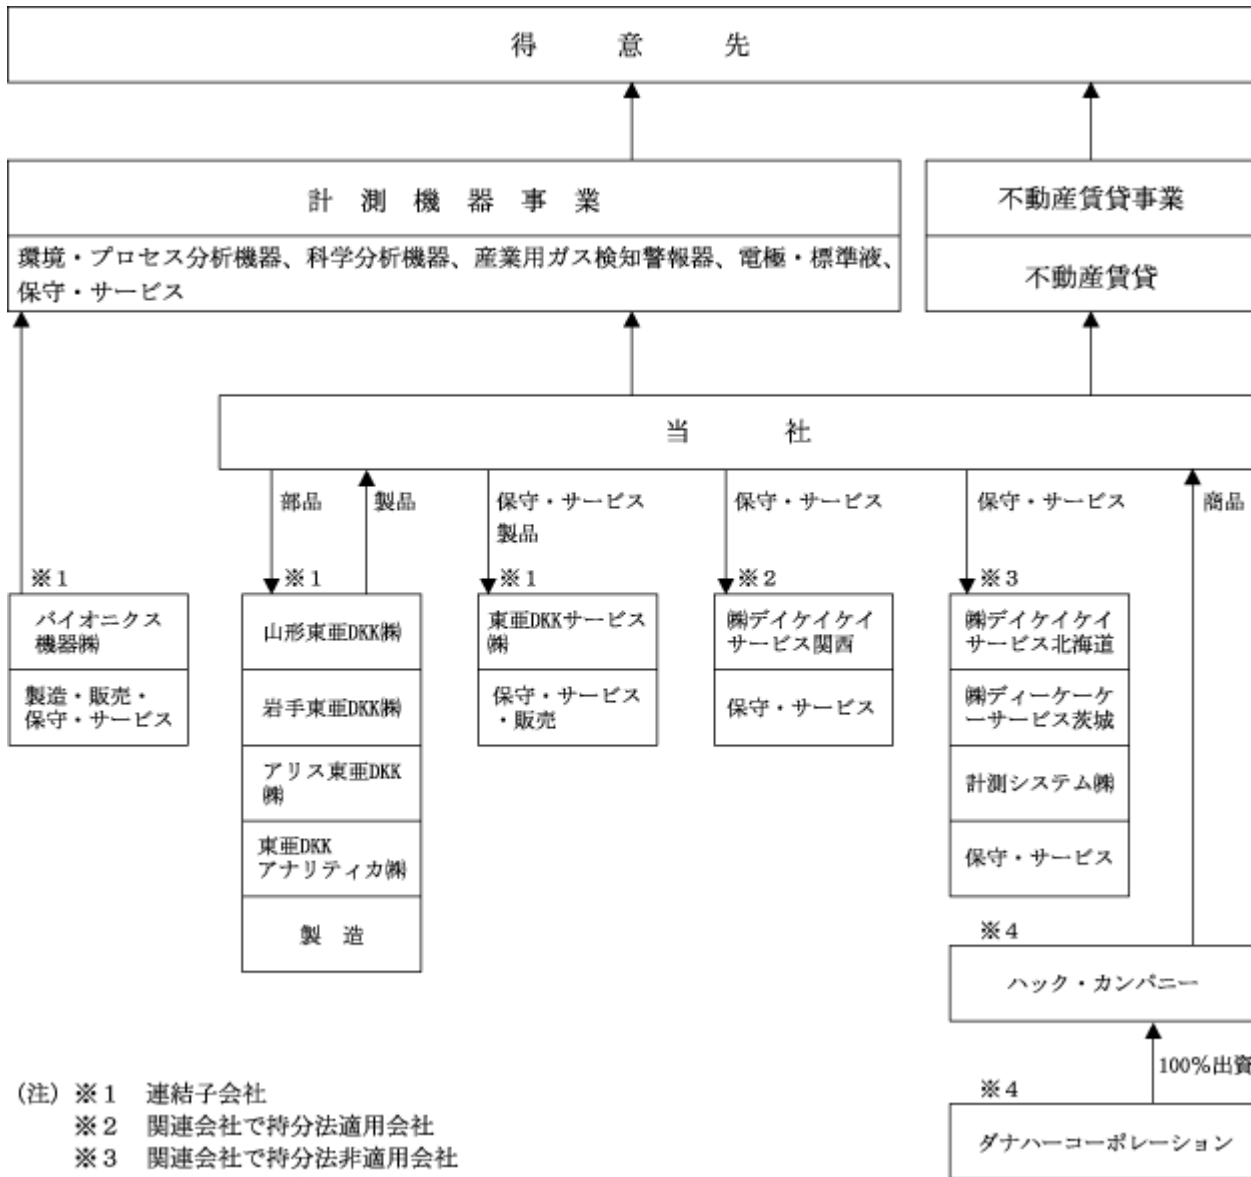 得意先
計測機器事業
環境・プロセス分析機器、科学分析機器、産業用ガス検知警報器、電極・標準液、
保守・サービス
不動産賃貸事業
不動産賃貸
当社
部品
製品
保守・サービス
製品
保守・サービス
保守・サービス
商品
※1
バイオニクス
機器㈱
製造・販売・
保守・サービス
※1
山形東亜DKK㈱
岩手東亜DKK㈱
アリス東亜DKK
㈱
東亜DKK
アナリティカ㈱
製造
※1
東亜DKKサービス
㈱
保守・サービス
・販売
※2
㈱デイケイケイ
サービス関西
保守・サービス
※3
㈱デイケイケイ
サービス北海道
㈱ディーケーケ
ーサービス茨城
計測システム㈱
保守・サービス
※4
ハック・カンパニー
100%出資
※4
ダナハーコーポレーション
(注) ※1 連結子会社
※2 関連会社で持分法適用会社
※3 関連会社で持分法非適用会社